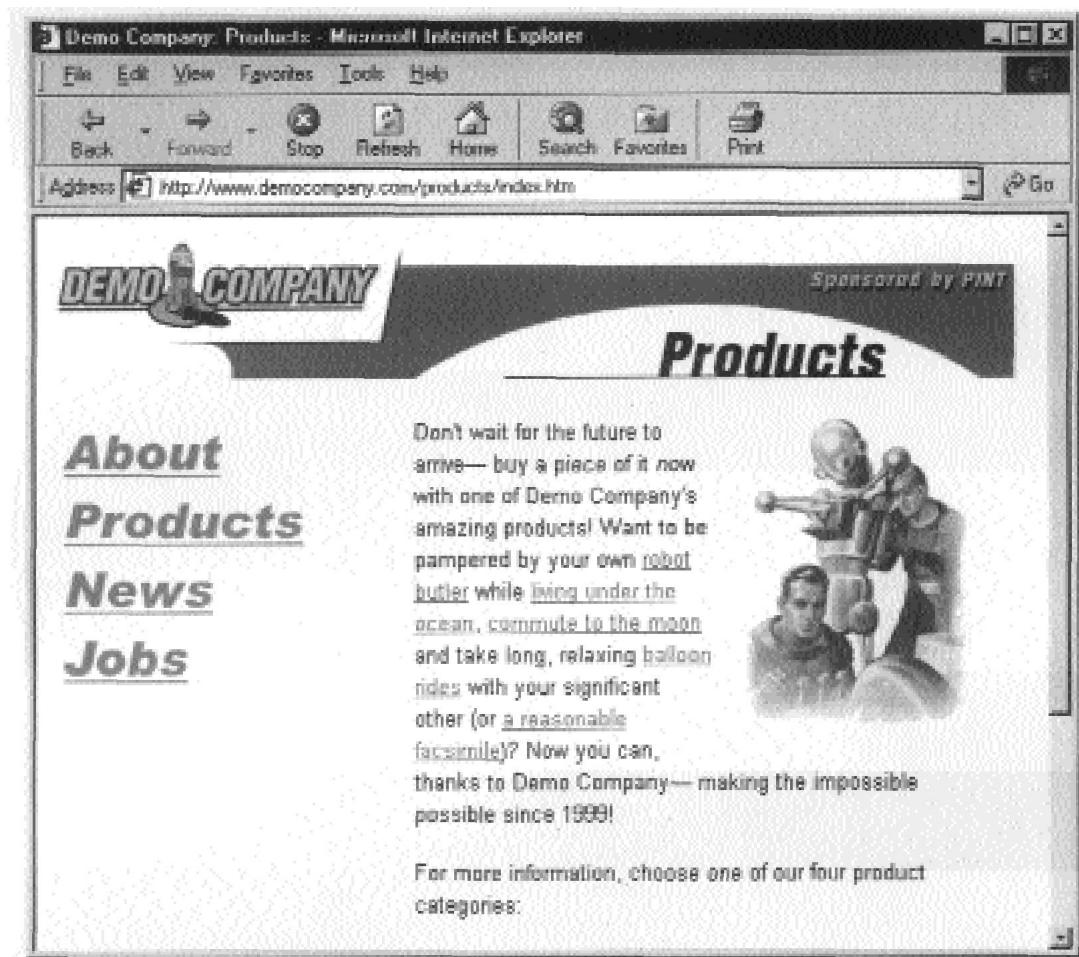 Demo Company: Products - Microsoft Internet Explorer
File Edit View Favorites Tools Help
Back Forward Stop Refresh Home Search Favorites Print
Address http://www.democompany.com/products/index.htm Go
DEMO COMPANY
Sponsored by PINT
Products
About
Products
News
Jobs
Don't wait for the future to
arrive— buy a piece of it now
with one of Demo Company's
amazing products! Want to be
pampered by your own robot
butler while living under the
ocean, commute to the moon
and take long, relaxing balloon
rides with your significant
other (or a reasonable
facsimile)? Now you can,
thanks to Demo Company— making the impossible
possible since 1999!
For more information, choose one of our four product
categories: